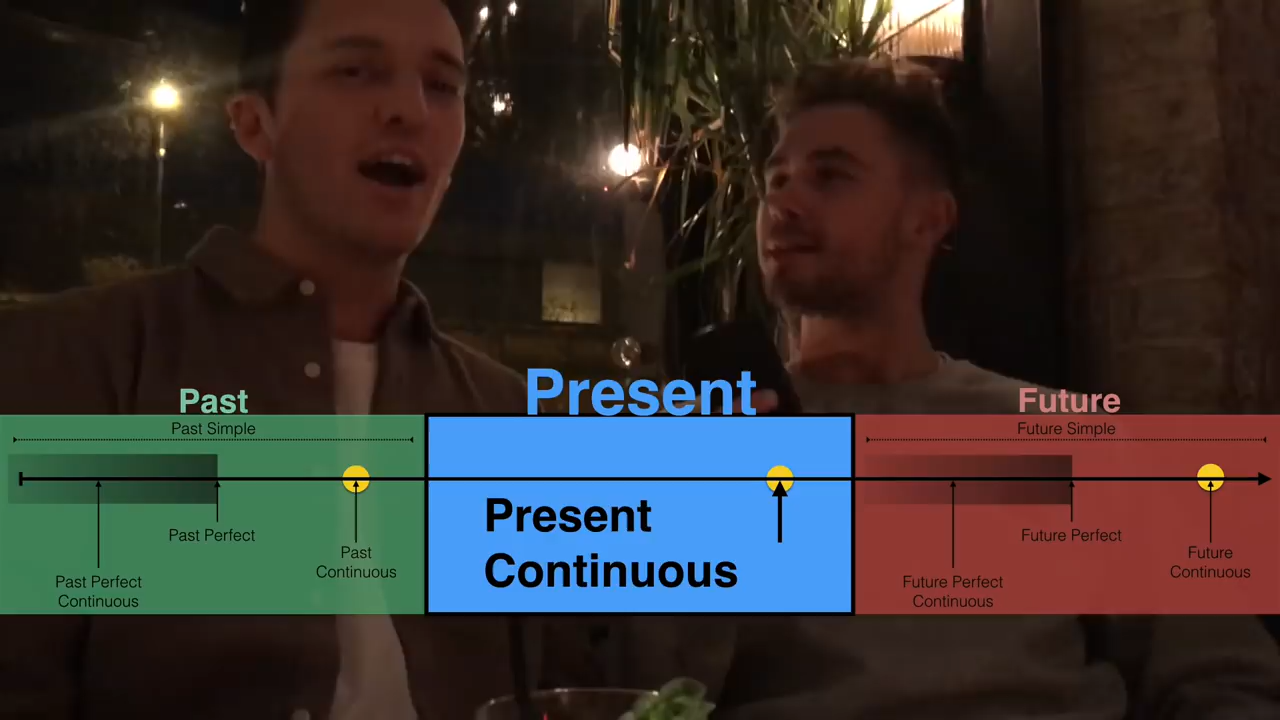 Past
Present
Future
Past Simple
Future Simple
Past Perfect
Past
Continuous
Past Perfect
Continuous
Present
Continuous
Future Perfect
Future
Continuous
Future Perfect
Continuous